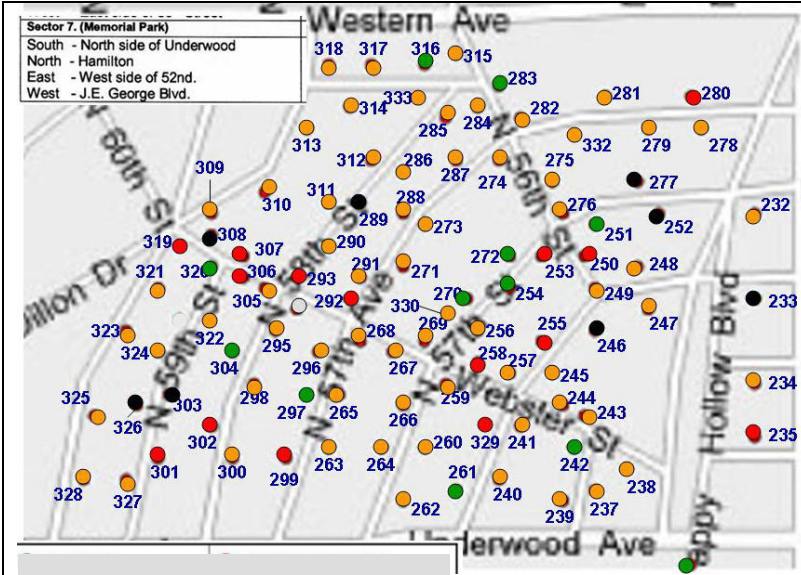 Sector 7. (Memorial Park)
South - North side of Underwood
North - Hamilton
East - West side of 52nd.
West - J.E. George Blvd.
Western Ave
318 317 316 315
283
333 314 285 284 282 281 280
313 332 279 278
309 312 286 287 274 275 277
310 311 289 288 276 252 232
N 60th St
N 56th St
308 273 251
319 307 290 272 253 250 248
320 306 293 291 271 254
321 305 292 270 249 233
N 58th St
330 247
323 322 295 268 269 256 255 246
324 304 296 267 258 257
N 59th St
N 57th Ave
N 57th St
Hollow Blvd
325 326 303 298 297 265 259 245 234
266 244 243
Webster St
302 329 241 235
301 300 299 263 264 260 242
328 327 261 240 238
262 239 237
Underwood Ave